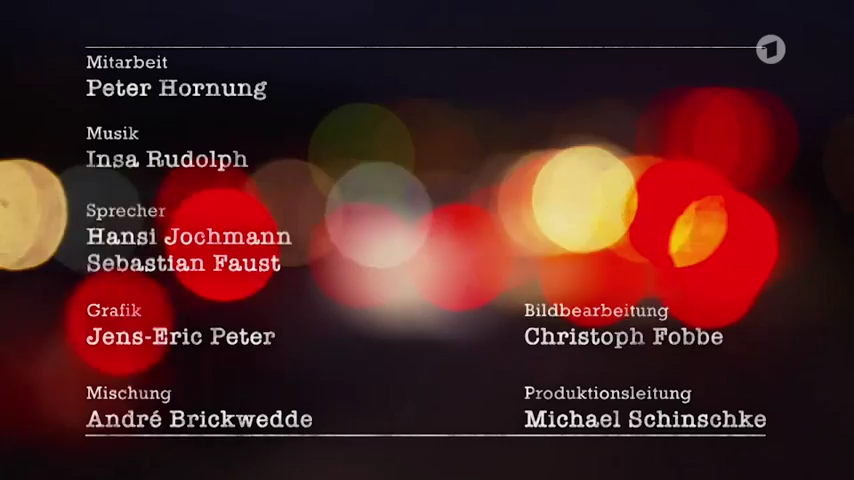 Mitarbeit
Peter Hornung
Musik
Insa Rudolph
Sprecher
Hansi Jochmann
Sebastian Faust
Grafik
Jens-Eric Peter
Bildbearbeitung
Christoph Fobbe
Mischung
André Brickwedde
Produktionsleitung
Michael Schinschke